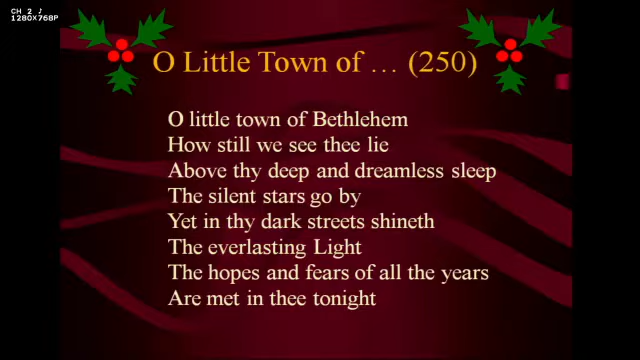 CH 2 ♪
1280X768P
O Little Town of … (250)
O little town of Bethlehem
How still we see thee lie
Above thy deep and dreamless sleep
The silent stars go by
Yet in thy dark streets shineth
The everlasting Light
The hopes and fears of all the years
Are met in thee tonight